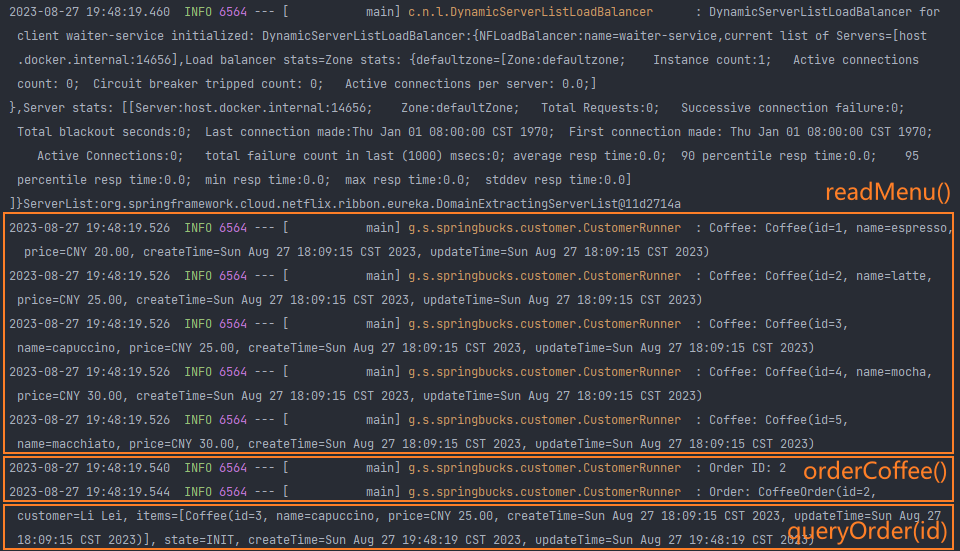 2023-08-27 19:48:19.460  INFO 6564 --- [           main] c.n.l.DynamicServerListLoadBalancer      : DynamicServerListLoadBalancer for
client waiter-service initialized: DynamicServerListLoadBalancer:{NFLoadBalancer:name=waiter-service,current list of Servers=[host
.docker.internal:14656],Load balancer stats=Zone stats: {defaultzone=[Zone:defaultzone;    Instance count:1;   Active connections
count: 0;  Circuit breaker tripped count: 0;   Active connections per server: 0.0;]
},Server stats: [[Server:host.docker.internal:14656;    Zone:defaultZone;   Total Requests:0;   Successive connection failure:0;
Total blackout seconds:0;  Last connection made:Thu Jan 01 08:00:00 CST 1970;  First connection made: Thu Jan 01 08:00:00 CST 1970;
Active Connections:0;   total failure count in last (1000) msecs:0; average resp time:0.0;  90 percentile resp time:0.0;    95
percentile resp time:0.0;  min resp time:0.0;  max resp time:0.0;  stddev resp time:0.0]
readMenu()
]}ServerList:org.springframework.cloud.netflix.ribbon.eureka.DomainExtractingServerList@11d2714a
2023-08-27 19:48:19.526  INFO 6564 --- [           main] g.s.springbucks.customer.CustomerRunner  : Coffee: Coffee(id=1, name=espresso,
price=CNY 20.00, createTime=Sun Aug 27 18:09:15 CST 2023, updateTime=Sun Aug 27 18:09:15 CST 2023)
2023-08-27 19:48:19.526  INFO 6564 --- [           main] g.s.springbucks.customer.CustomerRunner  : Coffee: Coffee(id=2, name=latte,
price=CNY 25.00, createTime=Sun Aug 27 18:09:15 CST 2023, updateTime=Sun Aug 27 18:09:15 CST 2023)
2023-08-27 19:48:19.526  INFO 6564 --- [           main] g.s.springbucks.customer.CustomerRunner  : Coffee: Coffee(id=3,
name=capuccino, price=CNY 25.00, createTime=Sun Aug 27 18:09:15 CST 2023, updateTime=Sun Aug 27 18:09:15 CST 2023)
2023-08-27 19:48:19.526  INFO 6564 --- [           main] g.s.springbucks.customer.CustomerRunner  : Coffee: Coffee(id=4, name=mocha,
price=CNY 30.00, createTime=Sun Aug 27 18:09:15 CST 2023, updateTime=Sun Aug 27 18:09:15 CST 2023)
2023-08-27 19:48:19.526  INFO 6564 --- [           main] g.s.springbucks.customer.CustomerRunner  : Coffee: Coffee(id=5,
name=macchiato, price=CNY 30.00, createTime=Sun Aug 27 18:09:15 CST 2023, updateTime=Sun Aug 27 18:09:15 CST 2023)
2023-08-27 19:48:19.540  INFO 6564 --- [           main] g.s.springbucks.customer.CustomerRunner  : Order ID: 2
orderCoffee()
2023-08-27 19:48:19.544  INFO 6564 --- [           main] g.s.springbucks.customer.CustomerRunner  : Order: CoffeeOrder(id=2,
customer=Li Lei, items=[Coffee(id=3, name=capuccino, price=CNY 25.00, createTime=Sun Aug 27 18:09:15 CST 2023, updateTime=Sun Aug 27
18:09:15 CST 2023)], state=INIT, createTime=Sun Aug 27 19:48:19 CST 2023, updateTime=Sun Aug 27 19:48:19 CST 2023)
queryOrder(id)